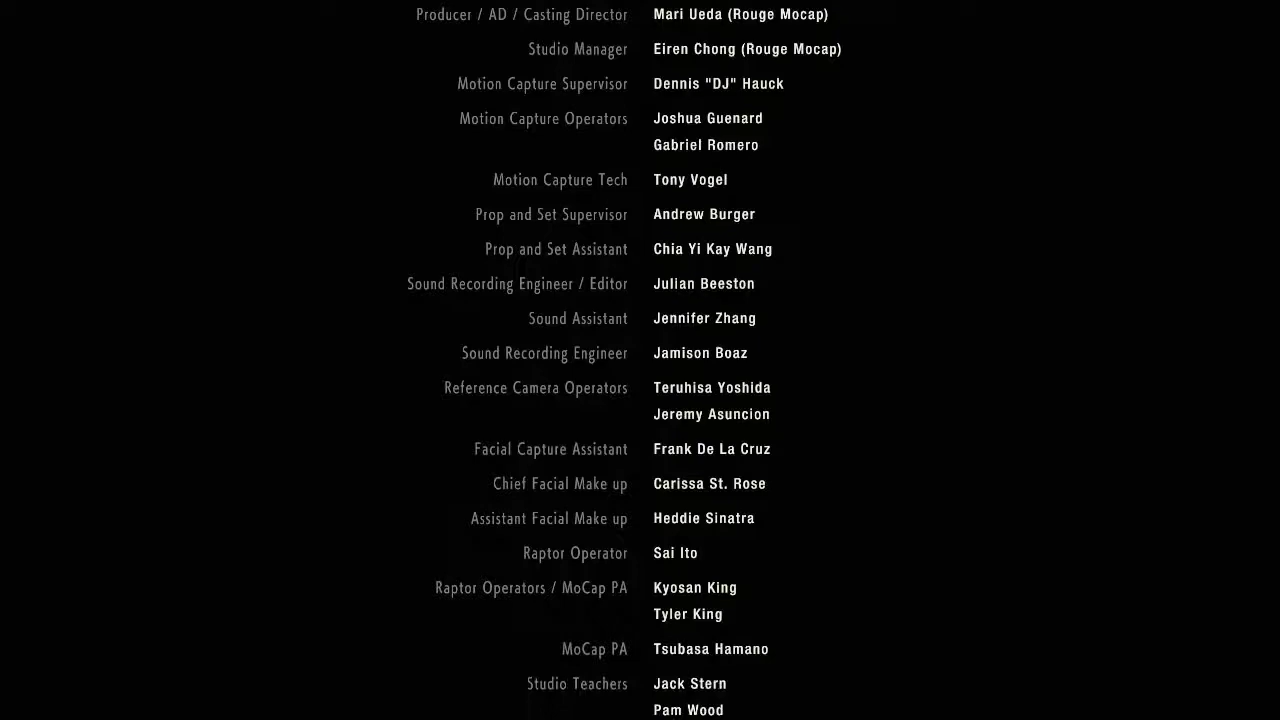 Producer / AD / Casting Director Mari Ueda (Rouge Mocap)
Studio Manager Eiren Chong (Rouge Mocap)
Motion Capture Supervisor Dennis "DJ" Hauck
Motion Capture Operators Joshua Guenard
Gabriel Romero
Motion Capture Tech Tony Vogel
Prop and Set Supervisor Andrew Burger
Prop and Set Assistant Chia Yi Kay Wang
Sound Recording Engineer / Editor Julian Beeston
Sound Assistant Jennifer Zhang
Sound Recording Engineer Jamison Boaz
Reference Camera Operators Teruhisa Yoshida
Jeremy Asuncion
Facial Capture Assistant Frank De La Cruz
Chief Facial Make up Carissa St. Rose
Assistant Facial Make up Heddie Sinatra
Raptor Operator Sai Ito
Raptor Operators / MoCap PA Kyosan King
Tyler King
MoCap PA Tsubasa Hamano
Studio Teachers Jack Stern
Pam Wood